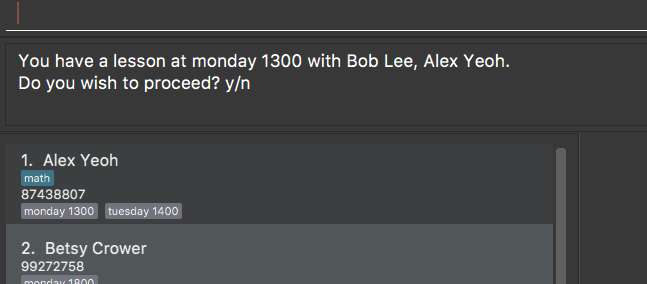 You have a lesson at monday 1300 with Bob Lee, Alex Yeoh.
Do you wish to proceed? y/n
1. Alex Yeoh
math
87438807
monday 1300 tuesday 1400
2. Betsy Crower
99272758
monday 1800